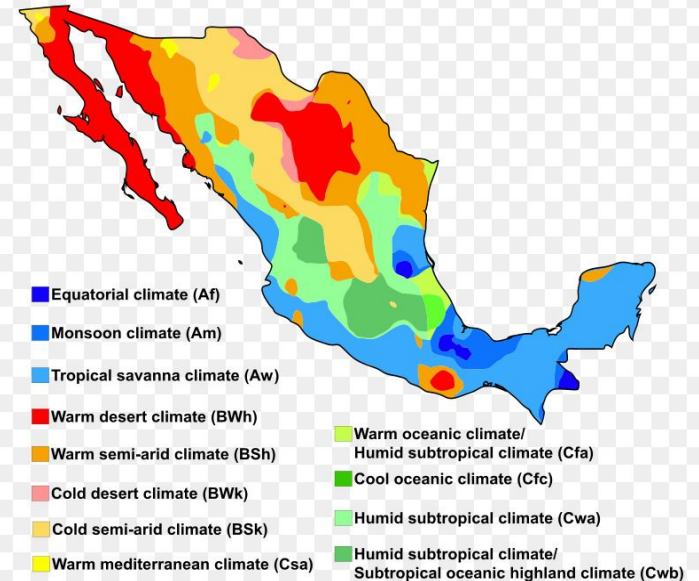 Equatorial climate (Af)
Monsoon climate (Am)
Tropical savanna climate (Aw)
Warm desert climate (BWh)
Warm semi-arid climate (BSh)
Cold desert climate (BWk)
Cold semi-arid climate (BSk)
Warm mediterranean climate (Csa)
Warm oceanic climate/
Humid subtropical climate (Cfa)
Cool oceanic climate (Cfc)
Humid subtropical climate (Cwa)
Humid subtropical climate/
Subtropical oceanic highland climate (Cwb)